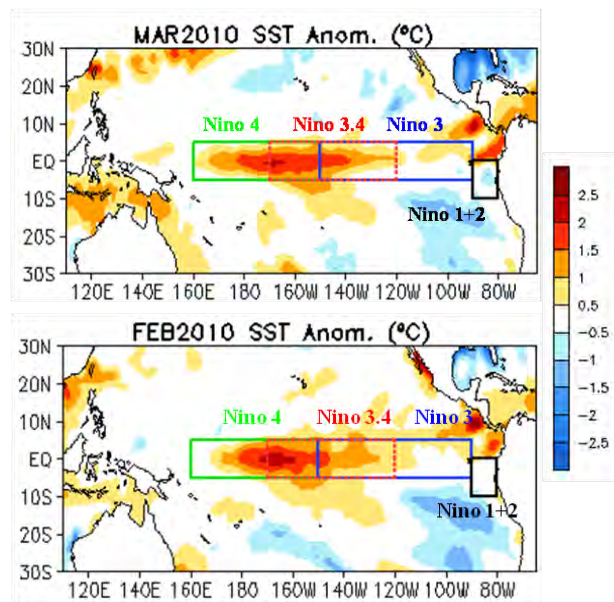 MAR2010 SST Anom. (ºC)
30N
20N
10N
EQ
10S
20S
30S
Nino 4
Nino 3.4
Nino 3
Nino 1+2
120E 140E 160E 180 160W 140W 120W 100W 80W
FEB2010 SST Anom. (ºC)
30N
20N
10N
EQ
10S
20S
30S
Nino 4
Nino 3.4
Nino 3
Nino 1+2
120E 140E 160E 180 160W 140W 120W 100W 80W
2.5
2
1.5
1
0.5
-0.5
-1
-1.5
-2
-2.5